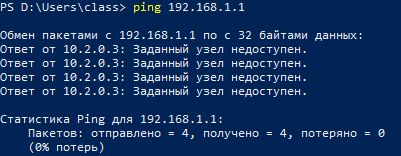 PS D:\Users\class> ping 192.168.1.1
Обмен пакетами с 192.168.1.1 по с 32 байтами данных:
Ответ от 10.2.0.3: Заданный узел недоступен.
Ответ от 10.2.0.3: Заданный узел недоступен.
Ответ от 10.2.0.3: Заданный узел недоступен.
Ответ от 10.2.0.3: Заданный узел недоступен.
Статистика Ping для 192.168.1.1:
Пакетов: отправлено = 4, получено = 4, потеряно = 0
(0% потерь)